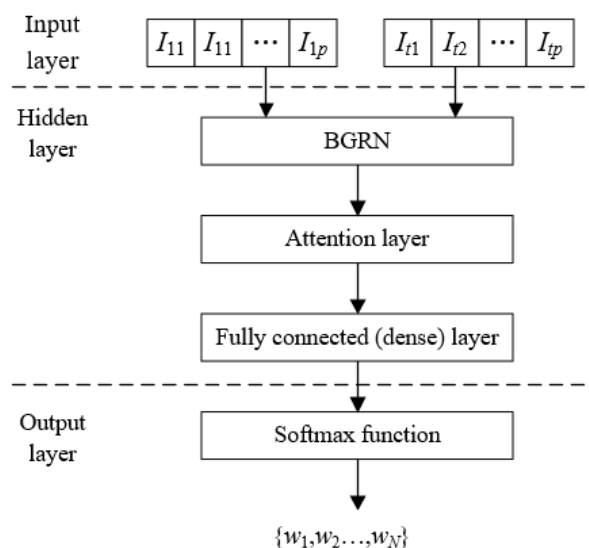 Input
layer
I11 I11 ··· I1p
It1 It2 ··· Itp
Hidden
layer
BGRN
Attention layer
Fully connected (dense) layer
Output
layer
Softmax function
{w1,w2…,wN}